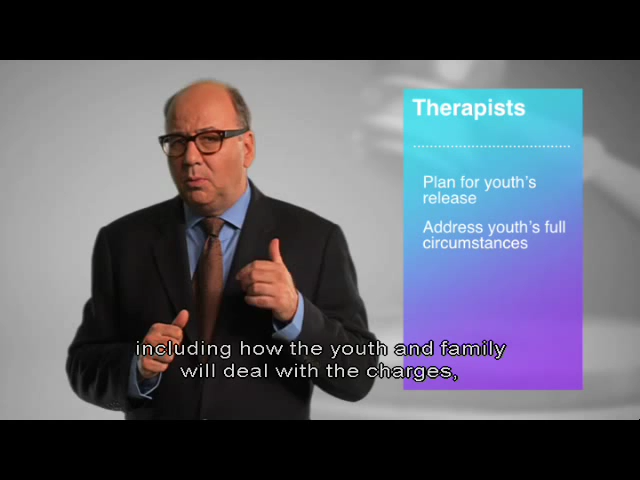 Therapists
Plan for youth's
release
Address youth's full
circumstances
including how the youth and family
will deal with the charges,